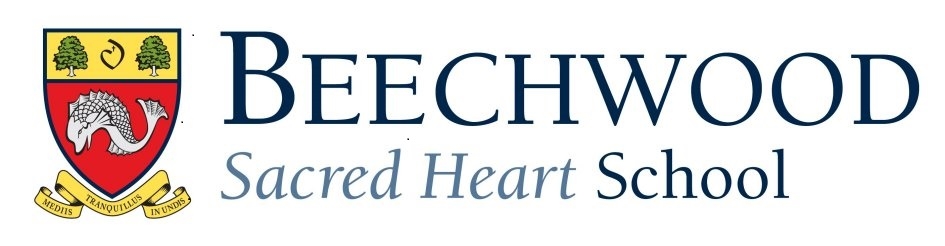 BEECHWOOD
Sacred Heart School
MEDIIS TRANQUILLUS IN UNDIS